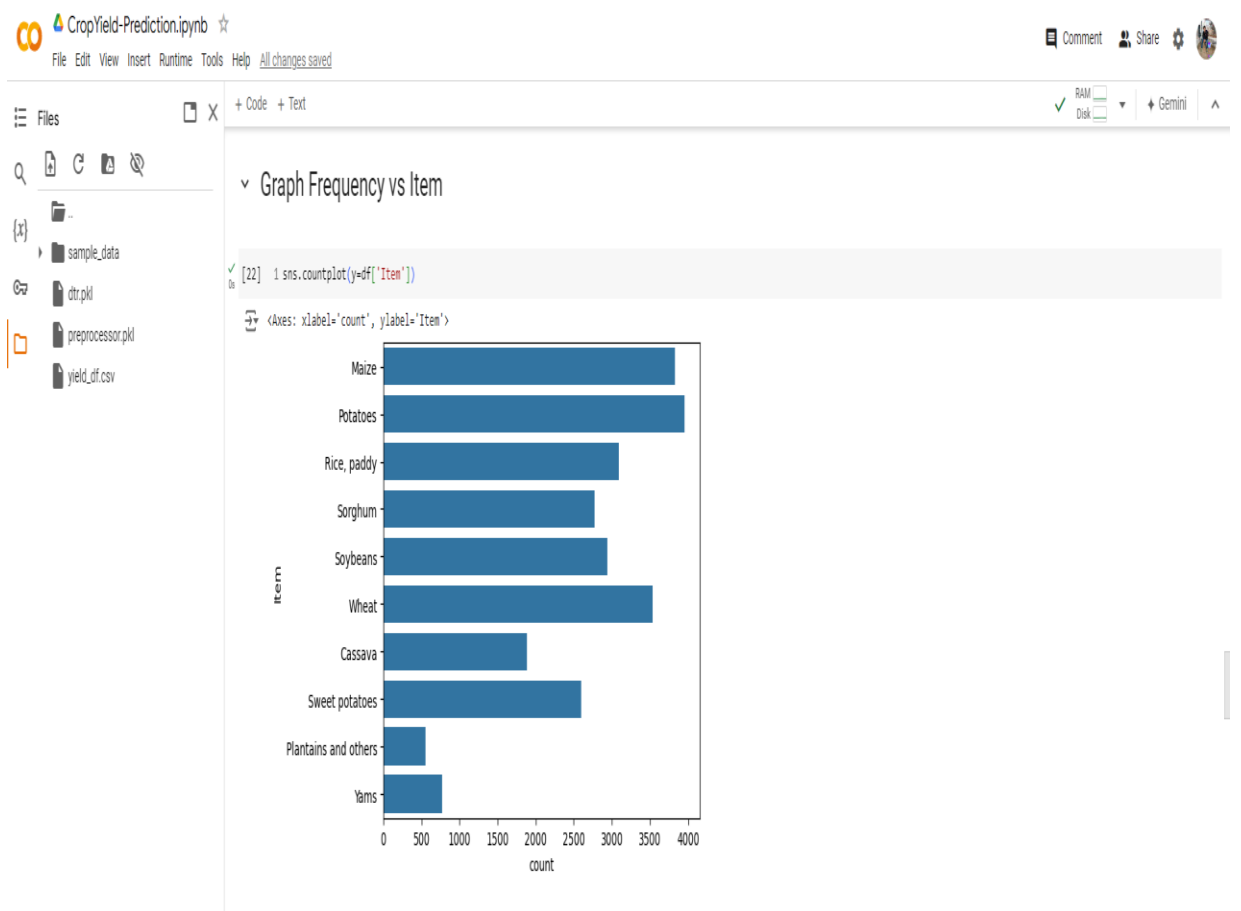 CropYield-Prediction.ipynb
File Edit View Insert Runtime Tools Help All changes saved
Comment Share
Files
+ Code + Text
RAM
Disk
Gemini
..
sample_data
dtr.pkl
preprocessor.pkl
yield_df.csv
{x}
Graph Frequency vs Item
[22] 1 sns.countplot(y=df['Item'])
0s
<Axes: xlabel='count', ylabel='Item'>
Item
Maize
Potatoes
Rice, paddy
Sorghum
Soybeans
Wheat
Cassava
Sweet potatoes
Plantains and others
Yams
0 500 1000 1500 2000 2500 3000 3500 4000
count